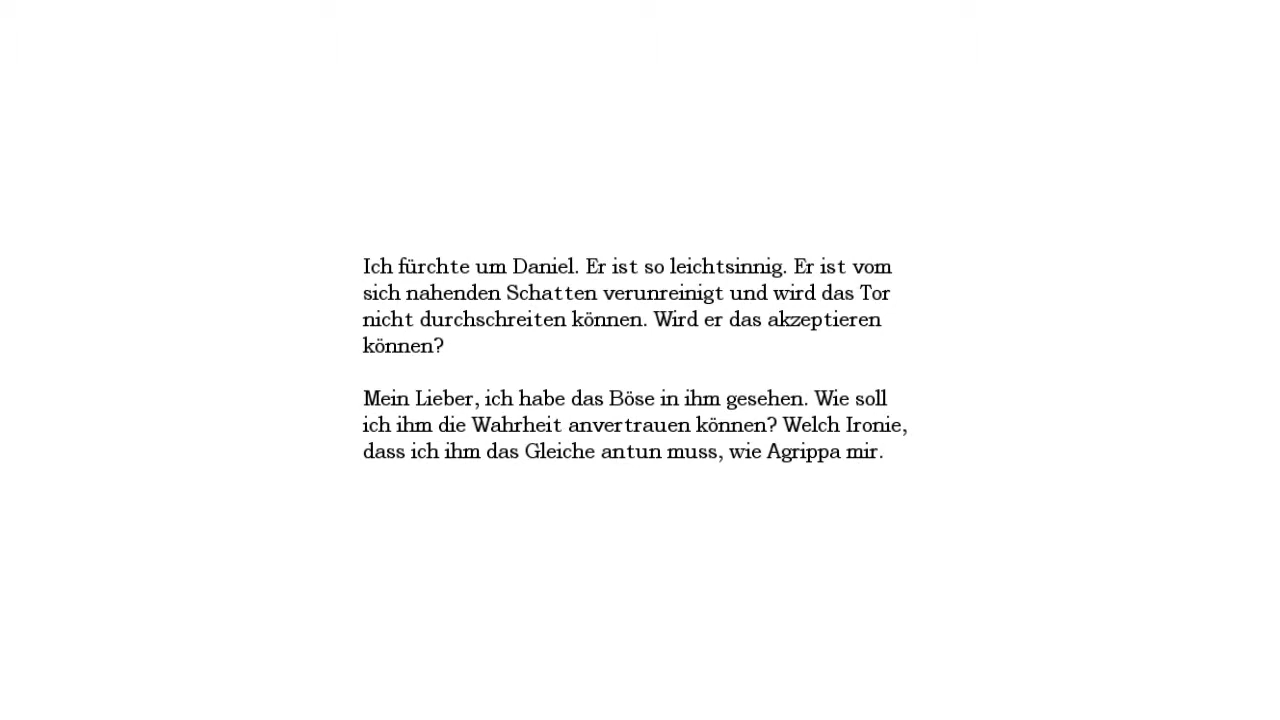 Ich fürchte um Daniel. Er ist so leichtsinnig. Er ist vom
sich nahenden Schatten verunreinigt und wird das Tor
nicht durchschreiten können. Wird er das akzeptieren
können?
Mein Lieber, ich habe das Böse in ihm gesehen. Wie soll
ich ihm die Wahrheit anvertrauen können? Welch Ironie,
dass ich ihm das Gleiche antun muss, wie Agrippa mir.